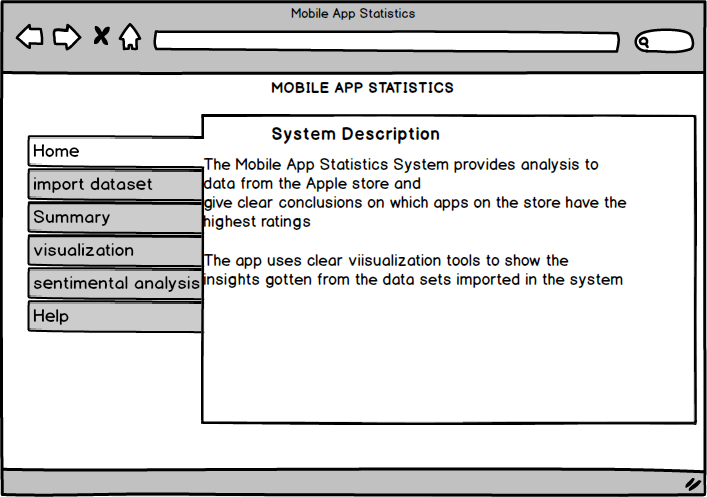 Mobile App Statistics
MOBILE APP STATISTICS
Home
import dataset
Summary
visualization
sentimental analysis
Help
System Description
The Mobile App Statistics System provides analysis to
data from the Apple store and
give clear conclusions on which apps on the store have the
highest ratings
The app uses clear viisualization tools to show the
insights gotten from the data sets imported in the system